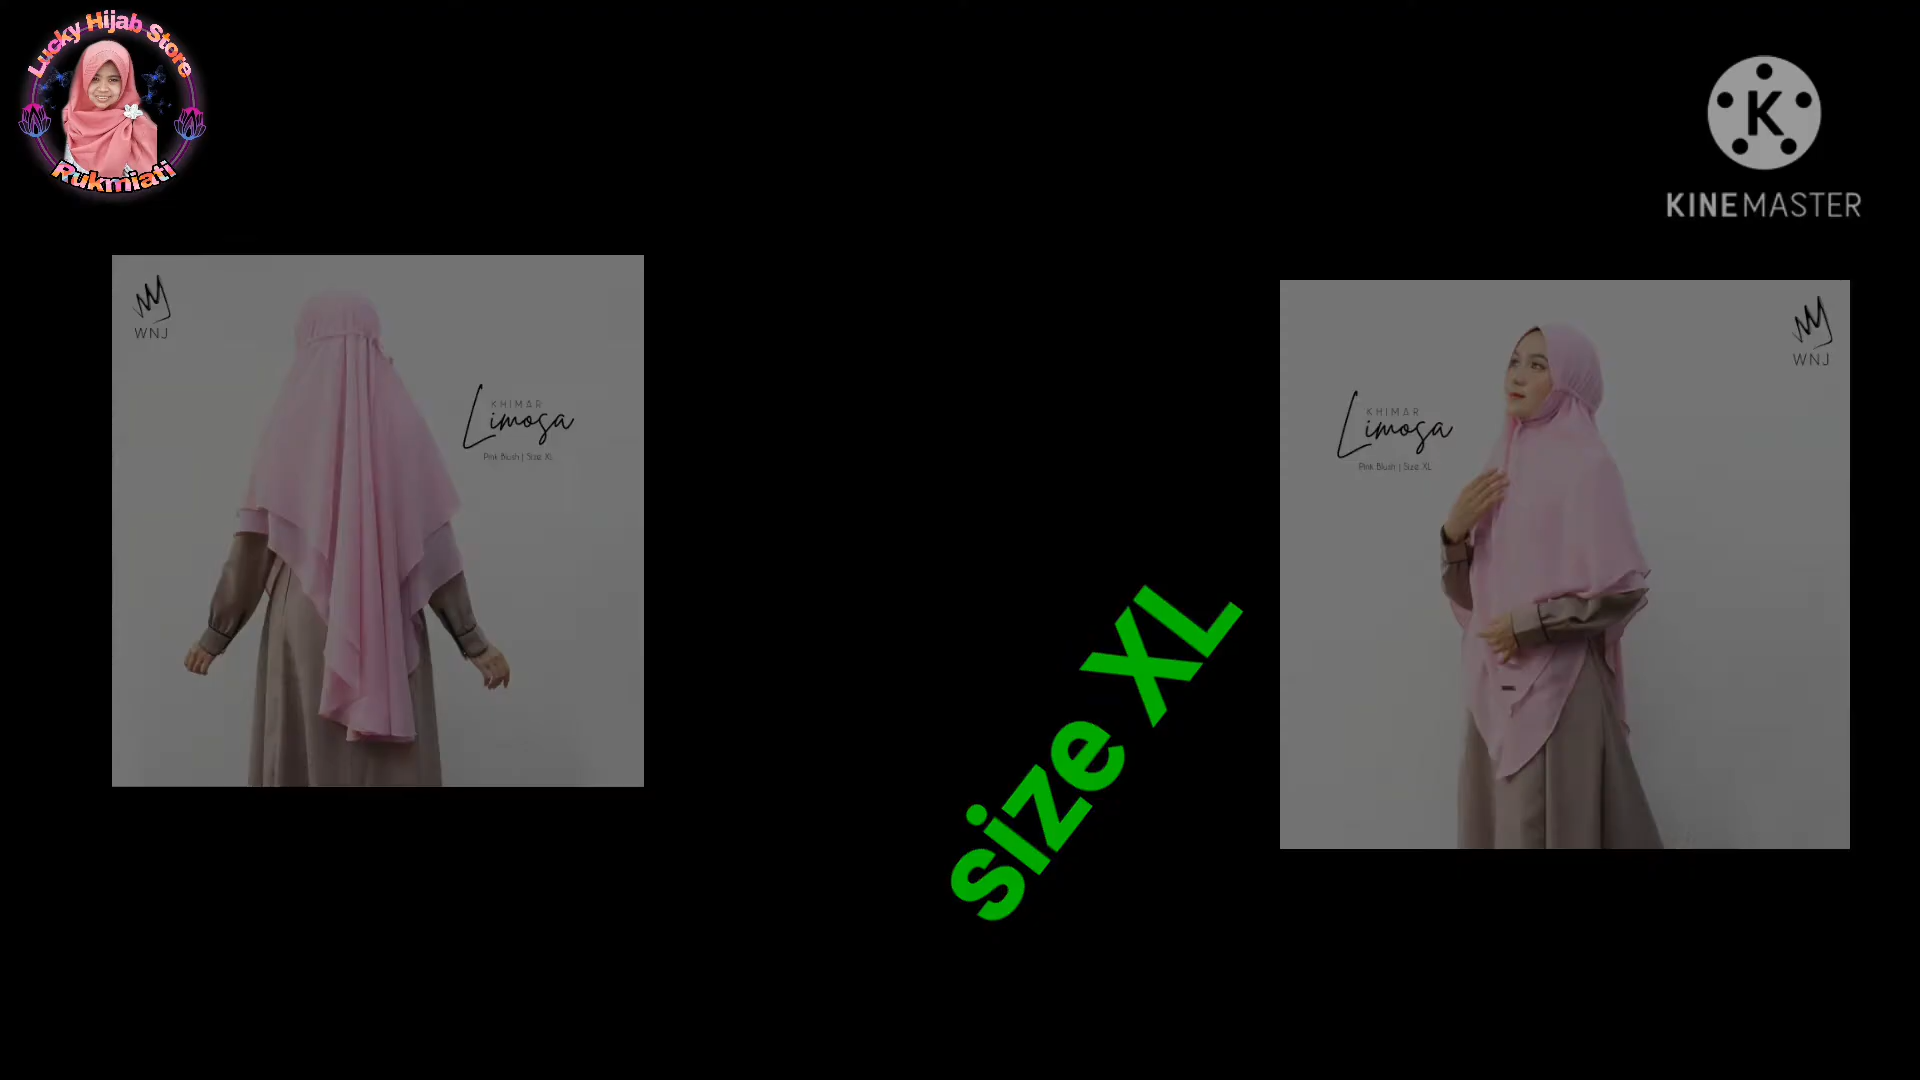 Lucky Hijab Store
Rukmiati
K
KINEMASTER
WNJ
KHIMAR
Limosa
Pink Blush | Size XL
WNJ
KHIMAR
Limosa
Pink Blush | Size XL
size XL